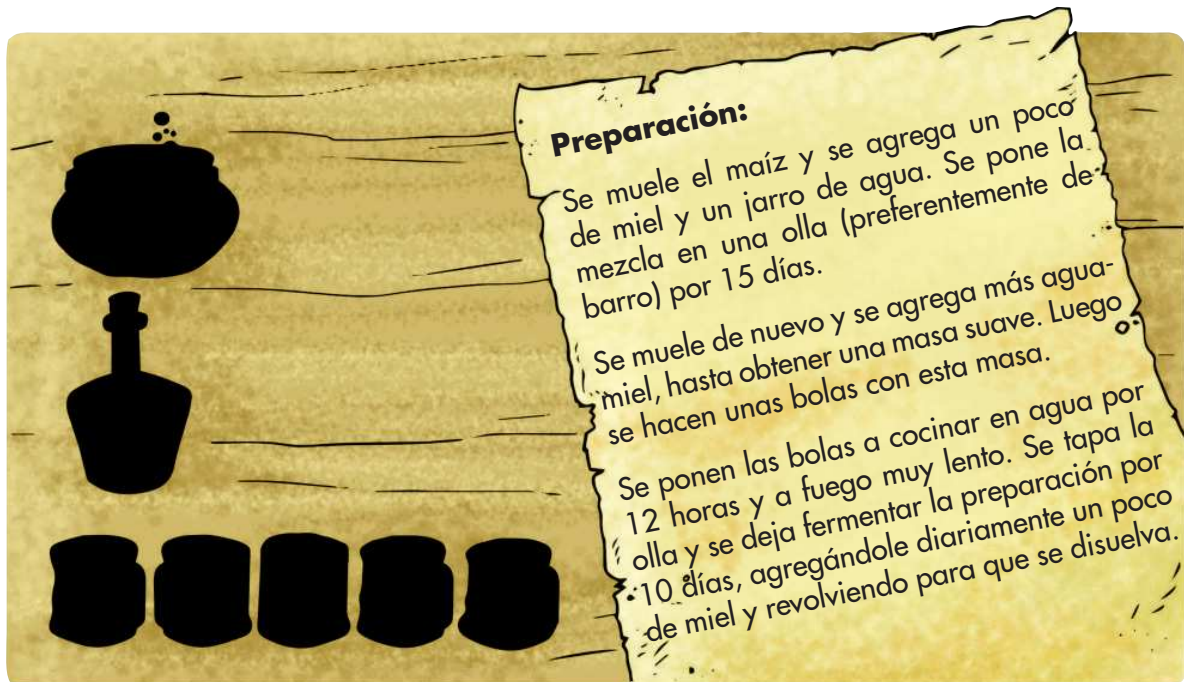 Preparación:
Se muele el maíz y se agrega un poco
de miel y un jarro de agua. Se pone la
mezcla en una olla (preferentemente de
barro) por 15 días.
Se muele de nuevo y se agrega más agua-
miel, hasta obtener una masa suave. Luego
se hacen unas bolas con esta masa.
Se ponen las bolas a cocinar en agua por
12 horas y a fuego muy lento. Se tapa la
olla y se deja fermentar la preparación por
10 días, agregándole diariamente un poco
de miel y revolviendo para que se disuelva.